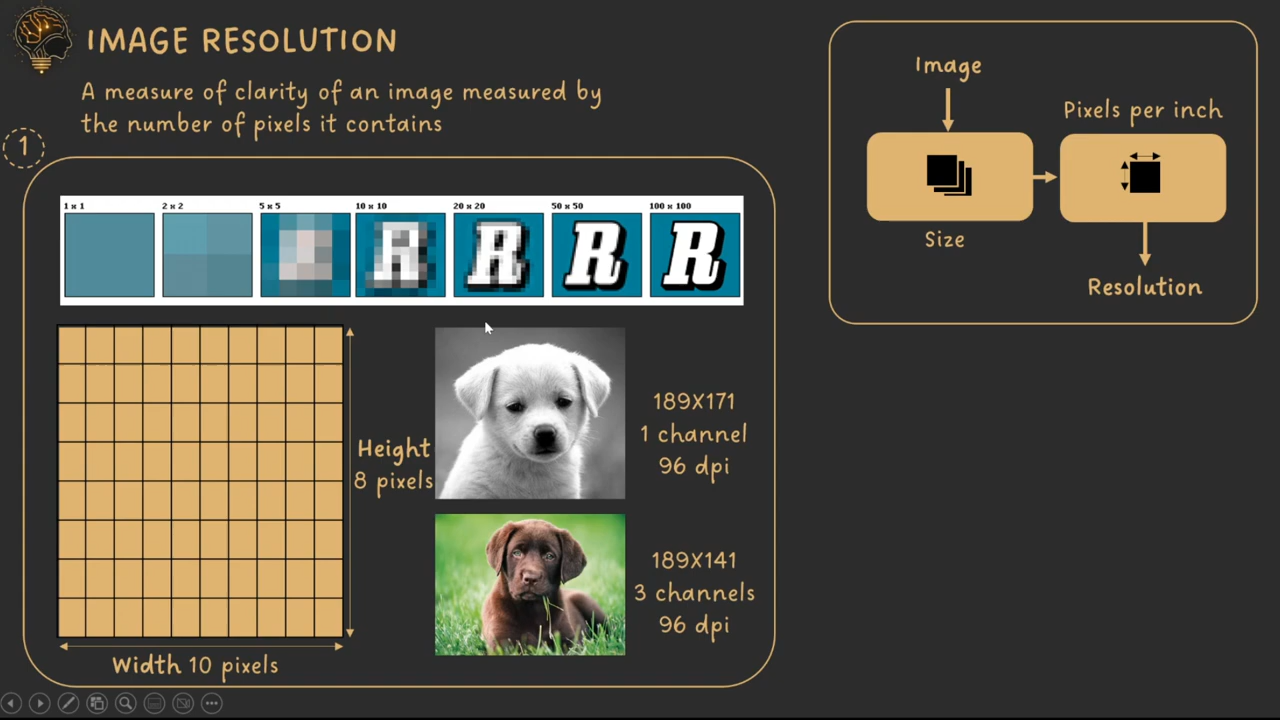 IMAGE RESOLUTION
A measure of clarity of an image measured by
the number of pixels it contains
1
1 x 1
2 x 2
5 x 5
10 x 10
20 x 20
50 x 50
100 x 100
R
R
R
R
Height
8 pixels
Width 10 pixels
189X171
1 channel
96 dpi
189X141
3 channels
96 dpi
Image
Pixels per inch
Size
Resolution